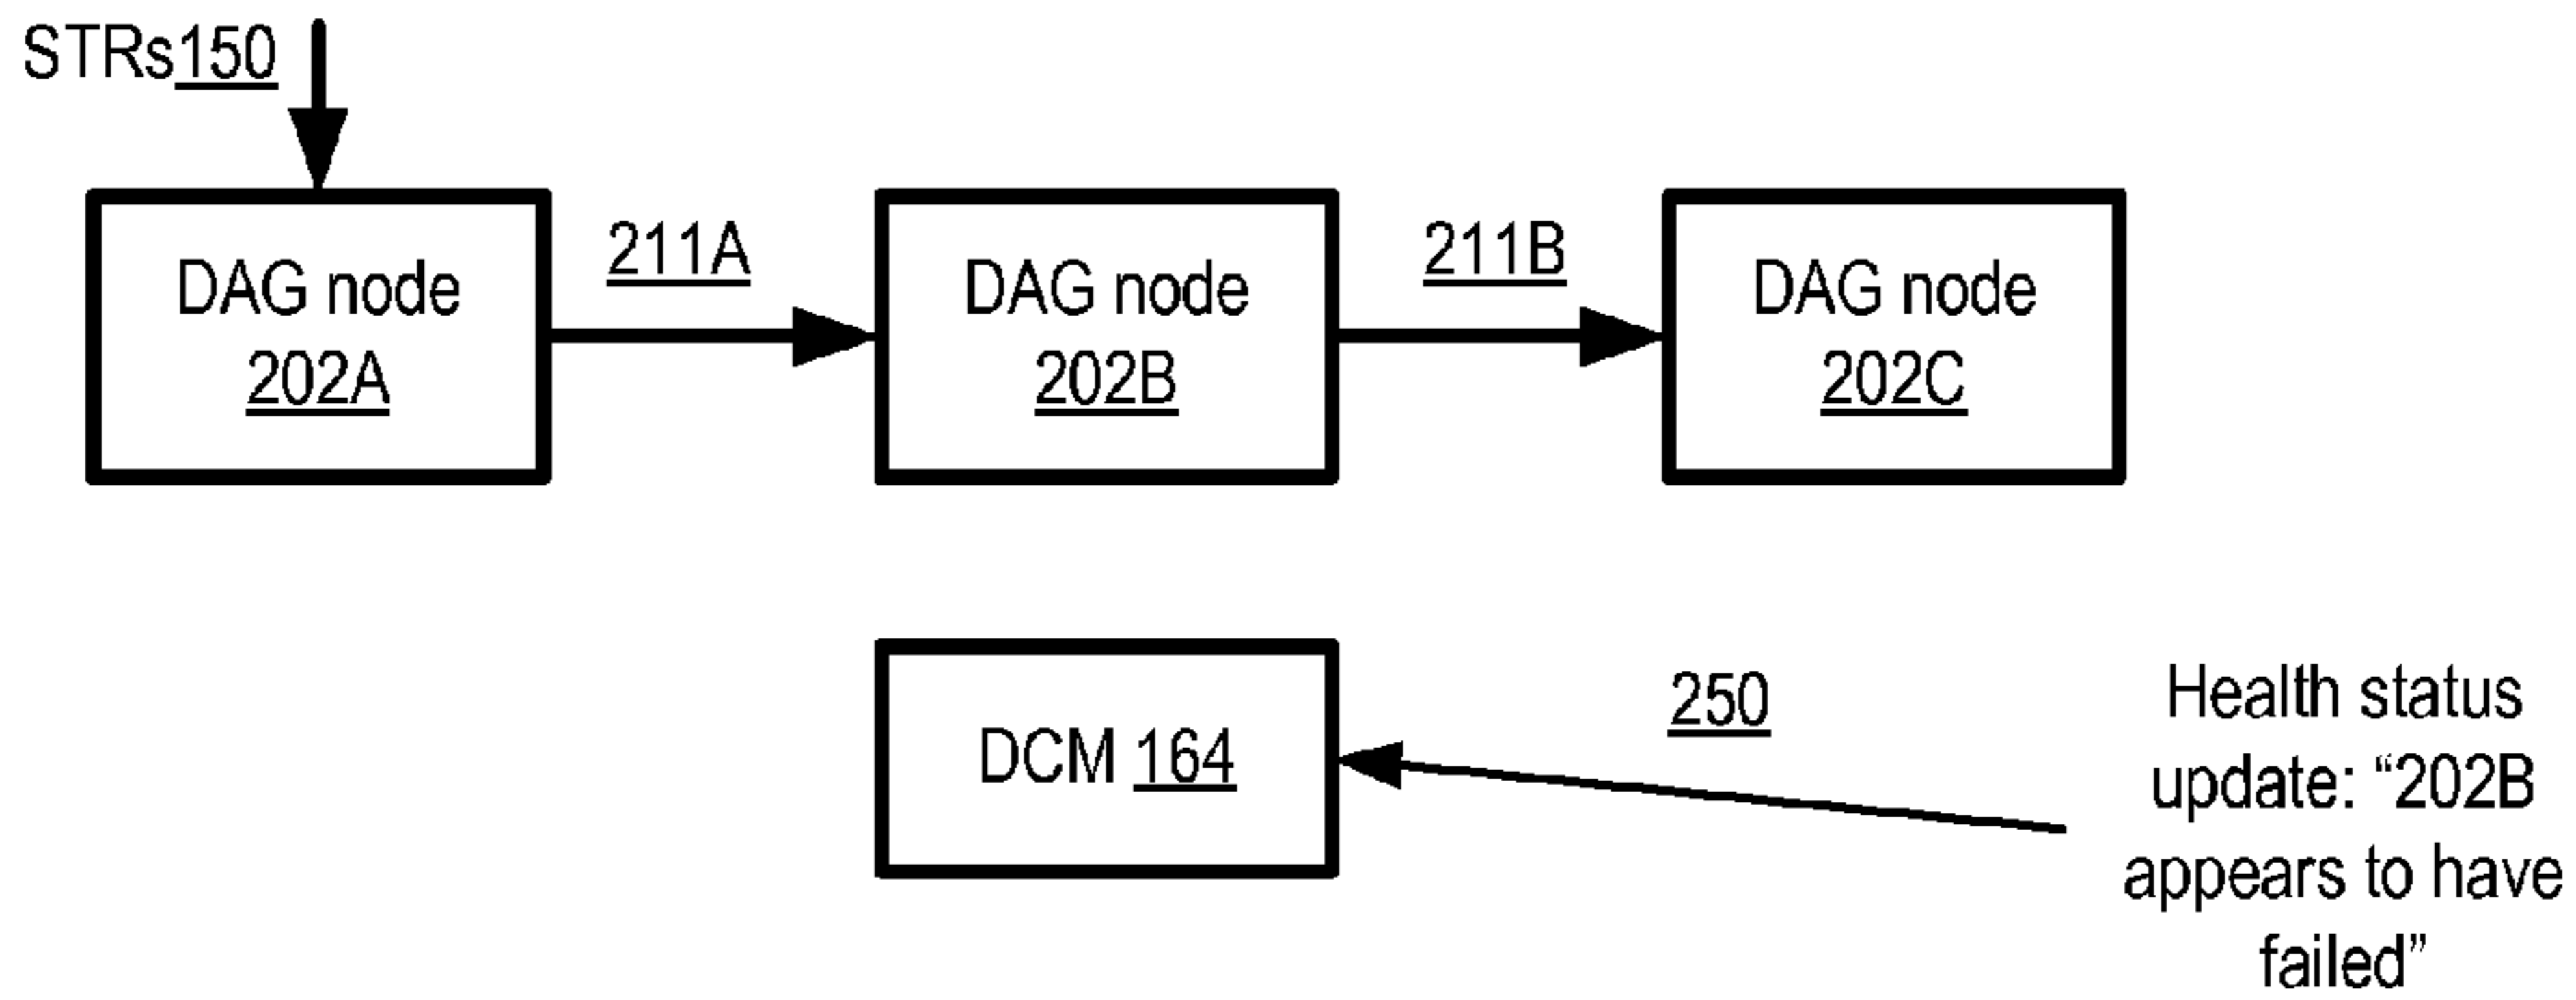 STRs150
DAG node
202A
211A
DAG node
202B
211B
DAG node
202C
DCM 164
250
Health status
update: “202B
appears to have
failed”